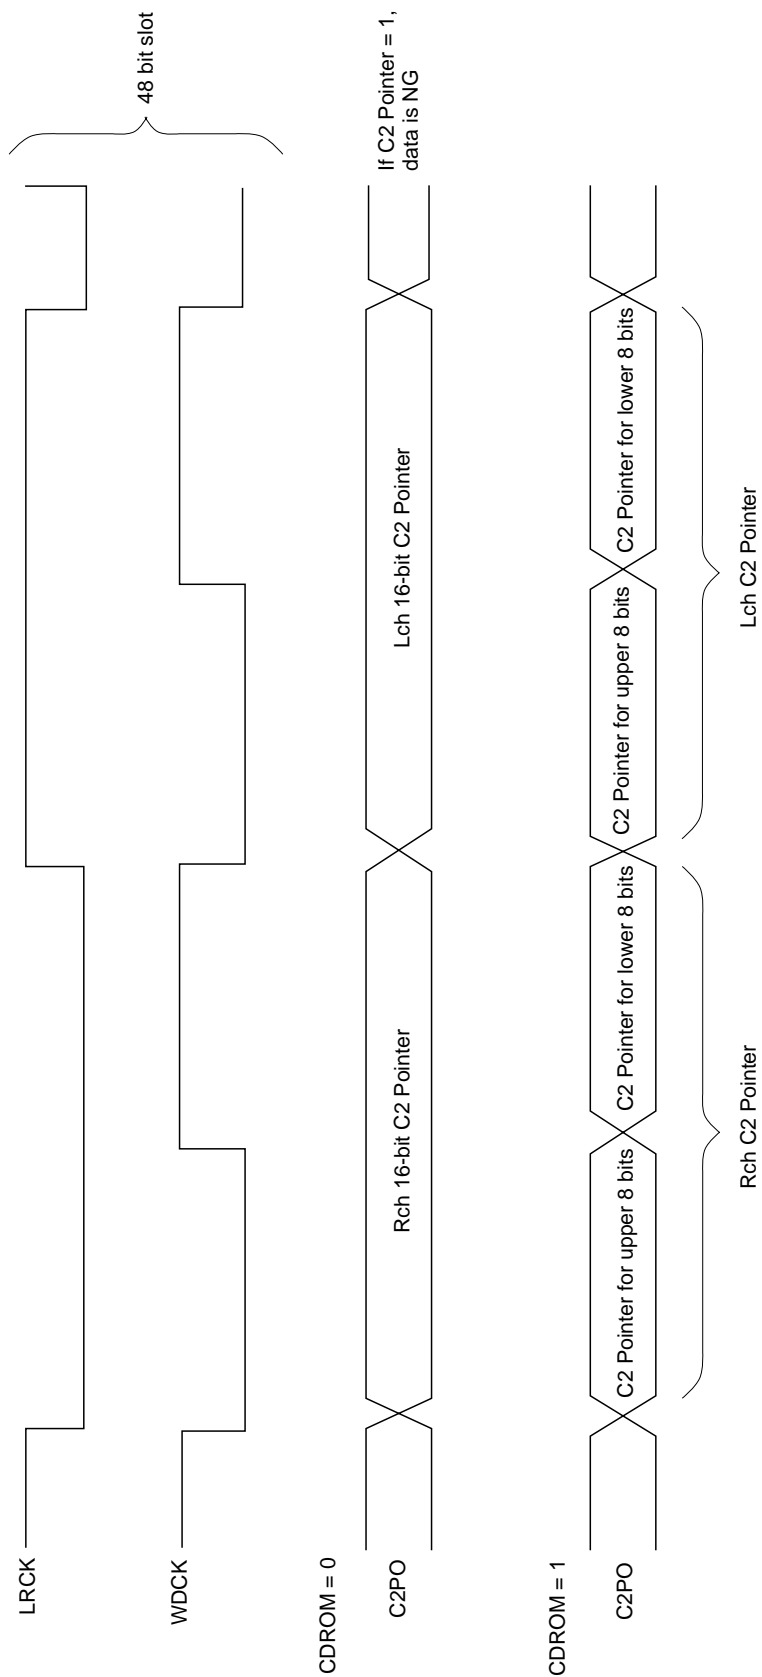 LRCK
48 bit slot
WDCK
CDROM = 0
C2PO
Rch 16-bit C2 Pointer
Lch 16-bit C2 Pointer
If C2 Pointer = 1,
data is NG
CDROM = 1
C2PO
C2 Pointer for upper 8 bits
C2 Pointer for lower 8 bits
C2 Pointer for upper 8 bits
C2 Pointer for lower 8 bits
Rch C2 Pointer
Lch C2 Pointer